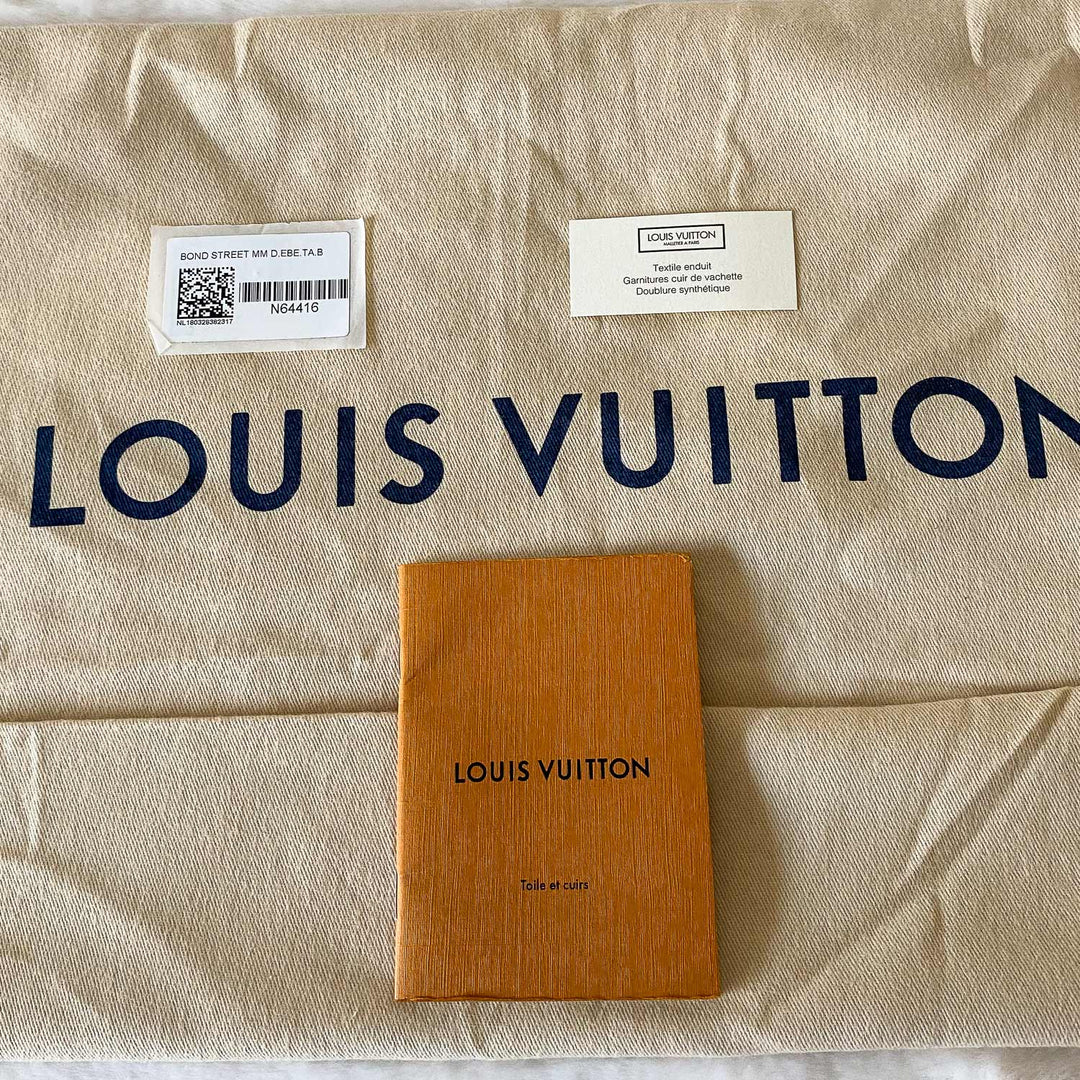 BOND STREET MM D.EBE.TA.B
N64416
NL180328382317
LOUIS VUITTON
MALLETIER A PARIS
Textile enduit
Garnitures cuir de vachette
Doublure synthétique
LOUIS VUITTON
LOUIS VUITTON
Toile et cuirs